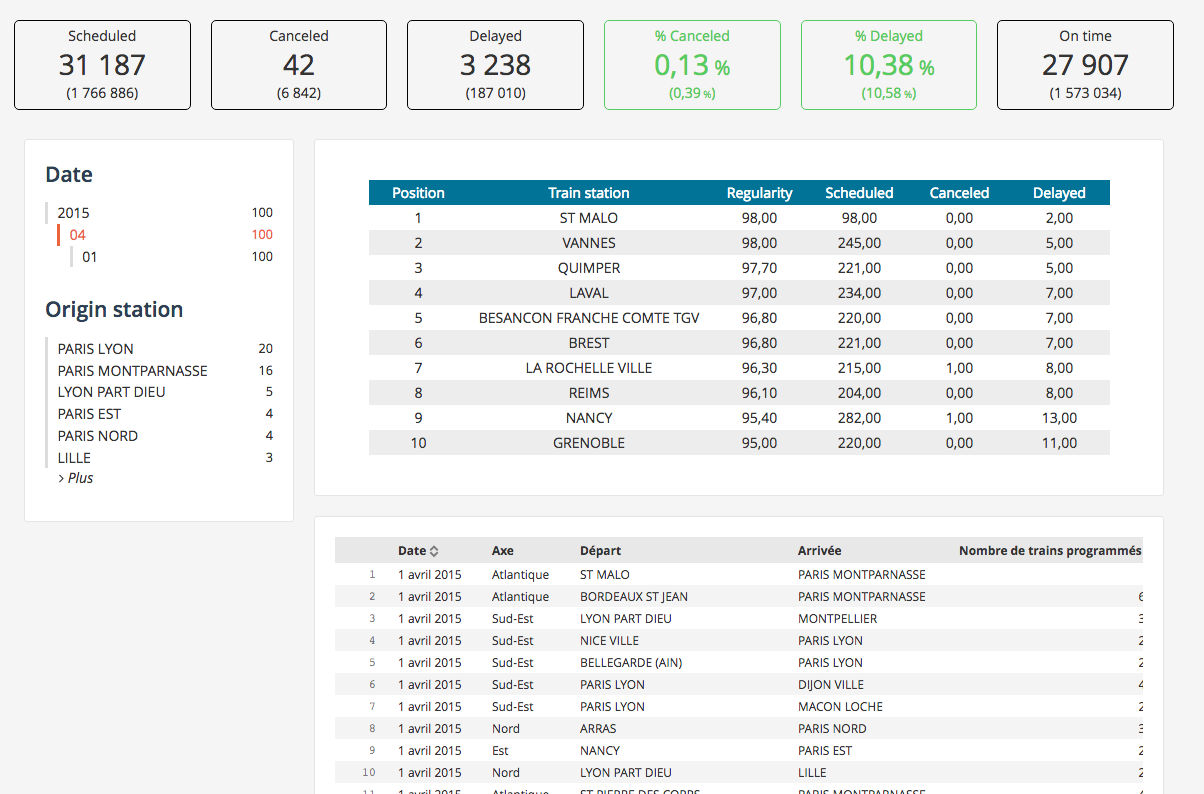 Scheduled
31 187
(1 766 886)
Canceled
42
(6 842)
Delayed
3 238
(187 010)
% Canceled
0,13 %
(0,39 %)
% Delayed
10,38 %
(10,58 %)
On time
27 907
(1 573 034)
Date
2015 100
04 100
01 100
Origin station
PARIS LYON 20
PARIS MONTPARNASSE 16
LYON PART DIEU 5
PARIS EST 4
PARIS NORD 4
LILLE 3
> Plus
Position Train station Regularity Scheduled Canceled Delayed
1 ST MALO 98,00 98,00 0,00 2,00
2 VANNES 98,00 245,00 0,00 5,00
3 QUIMPER 97,70 221,00 0,00 5,00
4 LAVAL 97,00 234,00 0,00 7,00
5 BESANCON FRANCHE COMTE TGV 96,80 220,00 0,00 7,00
6 BREST 96,80 221,00 0,00 7,00
7 LA ROCHELLE VILLE 96,30 215,00 1,00 8,00
8 REIMS 96,10 204,00 0,00 8,00
9 NANCY 95,40 282,00 1,00 13,00
10 GRENOBLE 95,00 220,00 0,00 11,00
Date Axe Départ Arrivée Nombre de trains programmés
1 1 avril 2015 Atlantique ST MALO PARIS MONTPARNASSE
2 1 avril 2015 Atlantique BORDEAUX ST JEAN PARIS MONTPARNASSE
3 1 avril 2015 Sud-Est LYON PART DIEU MONTPELLIER
4 1 avril 2015 Sud-Est NICE VILLE PARIS LYON
5 1 avril 2015 Sud-Est BELLEGARDE (AIN) PARIS LYON
6 1 avril 2015 Sud-Est PARIS LYON DIJON VILLE
7 1 avril 2015 Sud-Est PARIS LYON MACON LOCHE
8 1 avril 2015 Nord ARRAS PARIS NORD
9 1 avril 2015 Est NANCY PARIS EST
10 1 avril 2015 Nord LYON PART DIEU LILLE
11 1 avril 2015 Atlantique ST PIERRE DES CORPS PARIS MONTPARNASSE